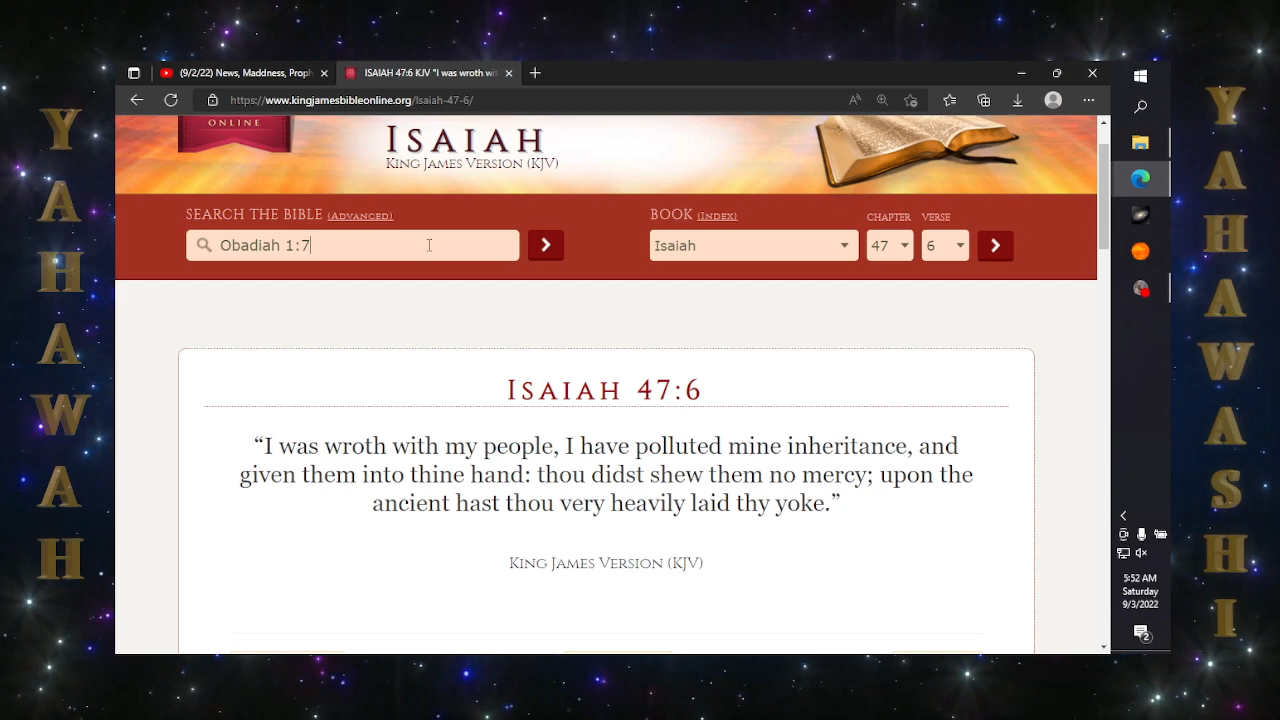 (9/2/22) News, Maddness, Proph
ISAIAH 47:6 KJV "I was wroth wit
https://www.kingjamesbibleonline.org/Isaiah-47-6/
ONLINE
ISAIAH
KING JAMES VERSION (KJV)
SEARCH THE BIBLE (ADVANCED)
BOOK (INDEX)
CHAPTER
VERSE
Obadiah 1:7
Isaiah
47
6
ISAIAH 47:6
“I was wroth with my people, I have polluted mine inheritance, and
given them into thine hand: thou didst shew them no mercy; upon the
ancient hast thou very heavily laid thy yoke.”
KING JAMES VERSION (KJV)
5:52 AM
Saturday
9/3/2022
2
Y
A
H
A
W
A
H
Y
A
H
A
W
A
S
H
I